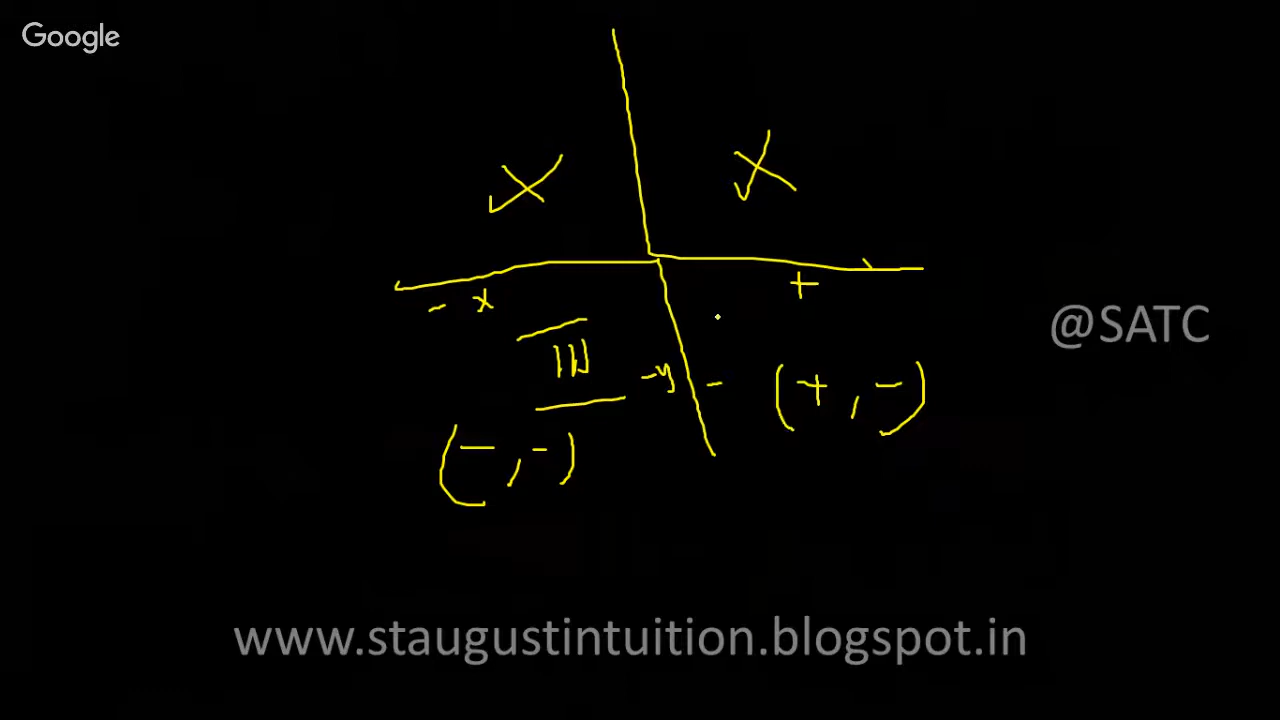 Google
- x
+
III
-y -
(+, -)
(-, -)
@SATC
www.staugustintuition.blogspot.in